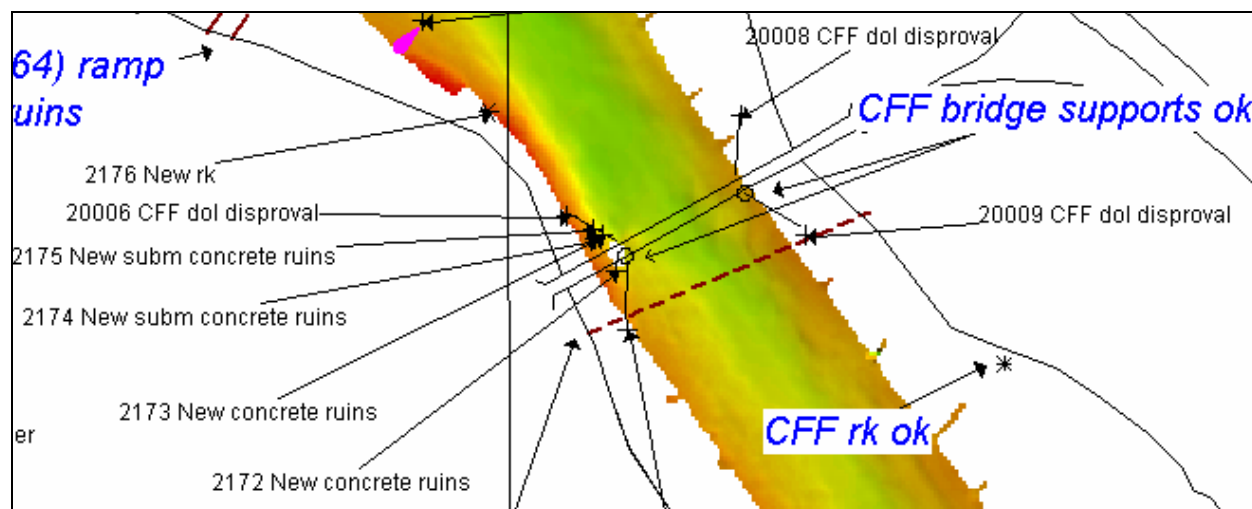 64) ramp
uins
20008 CFF dol disproval
CFF bridge supports ok
2176 New rk
20006 CFF dol disproval
20009 CFF dol disproval
2175 New subm concrete ruins
2174 New subm concrete ruins
2173 New concrete ruins
CFF rk ok
er
2172 New concrete ruins